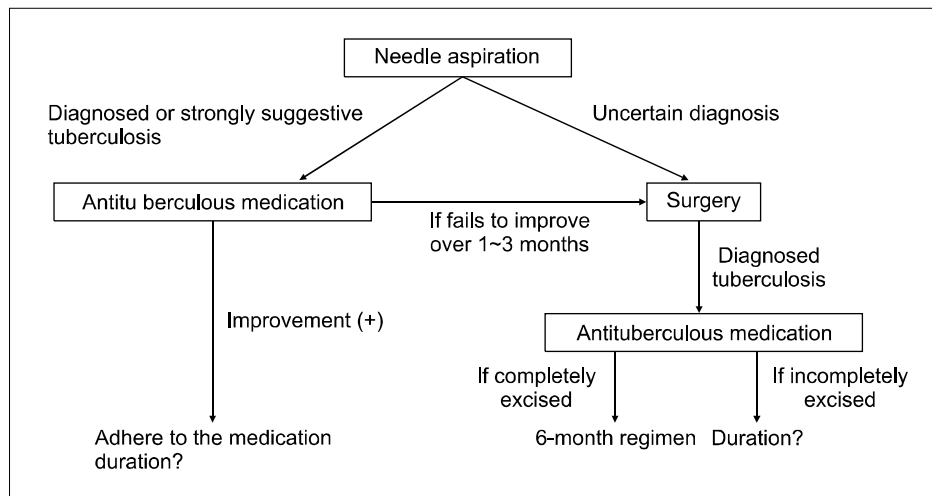 Needle aspiration
Diagnosed or strongly suggestive
tuberculosis
Uncertain diagnosis
Antitu berculous medication
Surgery
If fails to improve
over 1~3 months
Diagnosed
tuberculosis
Improvement (+)
Antituberculous medication
If completely
excised
If incompletely
excised
Adhere to the medication
duration?
6-month regimen
Duration?